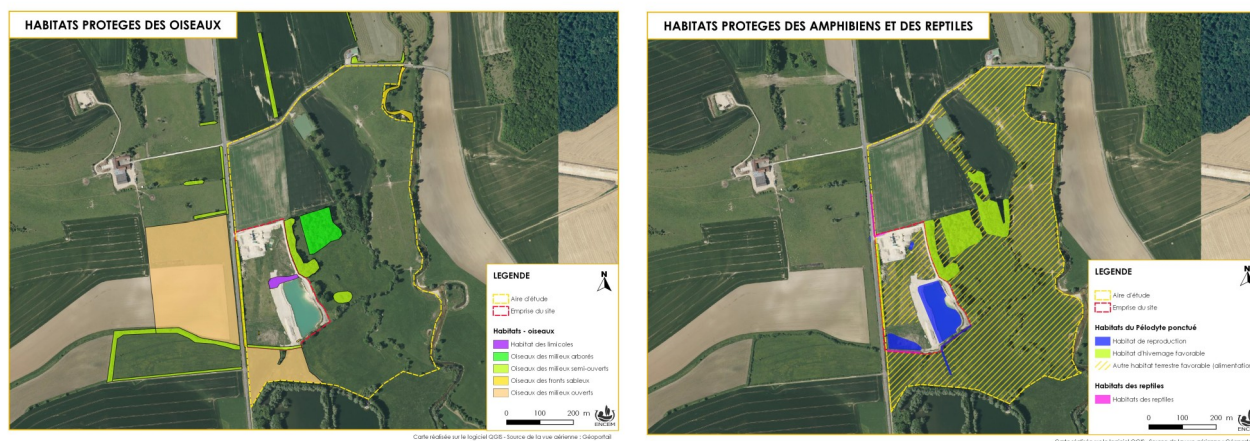 HABITATS PROTEGES DES OISEAUX
LEGENDE
N
Aire d'étude
Emprise du site
Habitats - oiseaux
Habitat des limicoles
Oiseaux des milieux arborés
Oiseaux des milieux semi-ouverts
Oiseaux des fronts sableux
Oiseaux des milieux ouverts
0 100 200 m
ENCEM
Carte réalisée sur le logiciel QGIS - Source de la vue aérienne : Géoportail
HABITATS PROTEGES DES AMPHIBIENS ET DES REPTILES
LEGENDE
N
Aire d'étude
Emprise du site
Habitats du Pélodyte ponctué
Habitat de reproduction
Habitat d'hivernage favorable
Autre habitat terrestre favorable (alimentation
Habitats des reptiles
Habitats des reptiles
0 100 200 m